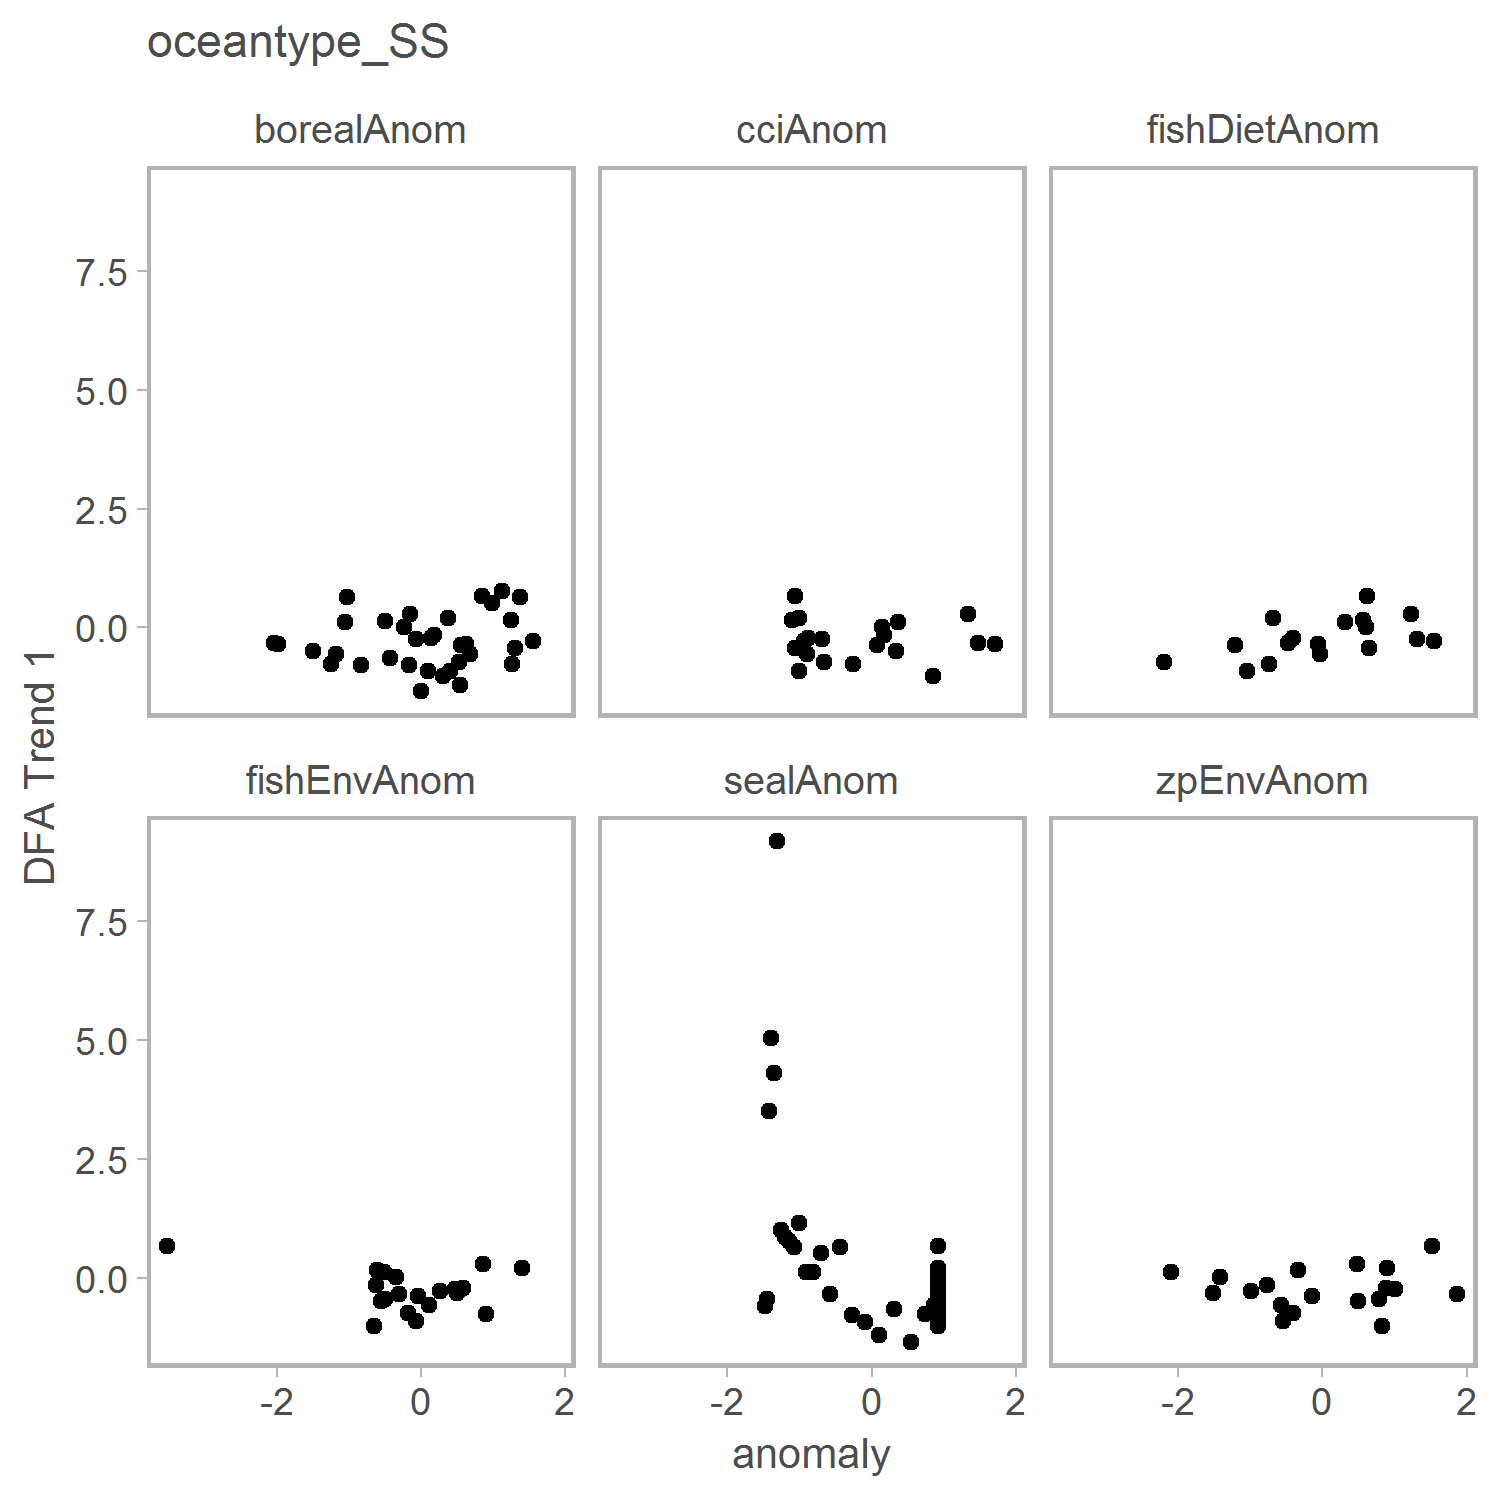 oceantype_SS
borealAnom cciAnom fishDietAnom
7.5
5.0
2.5
0.0
DFA Trend 1
fishEnvAnom sealAnom zpEnvAnom
7.5
5.0
2.5
0.0
-2 0 2 -2 0 2 -2 0 2
anomaly